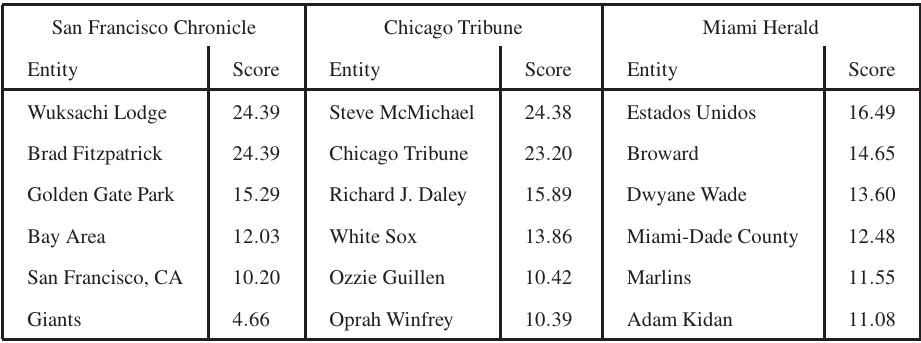 San Francisco Chronicle Chicago Tribune Miami Herald
Entity Score Entity Score Entity Score
Wuksachi Lodge 24.39 Steve McMichael 24.38 Estados Unidos 16.49
Brad Fitzpatrick 24.39 Chicago Tribune 23.20 Broward 14.65
Golden Gate Park 15.29 Richard J. Daley 15.89 Dwyane Wade 13.60
Bay Area 12.03 White Sox 13.86 Miami-Dade County 12.48
San Francisco, CA 10.20 Ozzie Guillen 10.42 Marlins 11.55
Giants 4.66 Oprah Winfrey 10.39 Adam Kidan 11.08